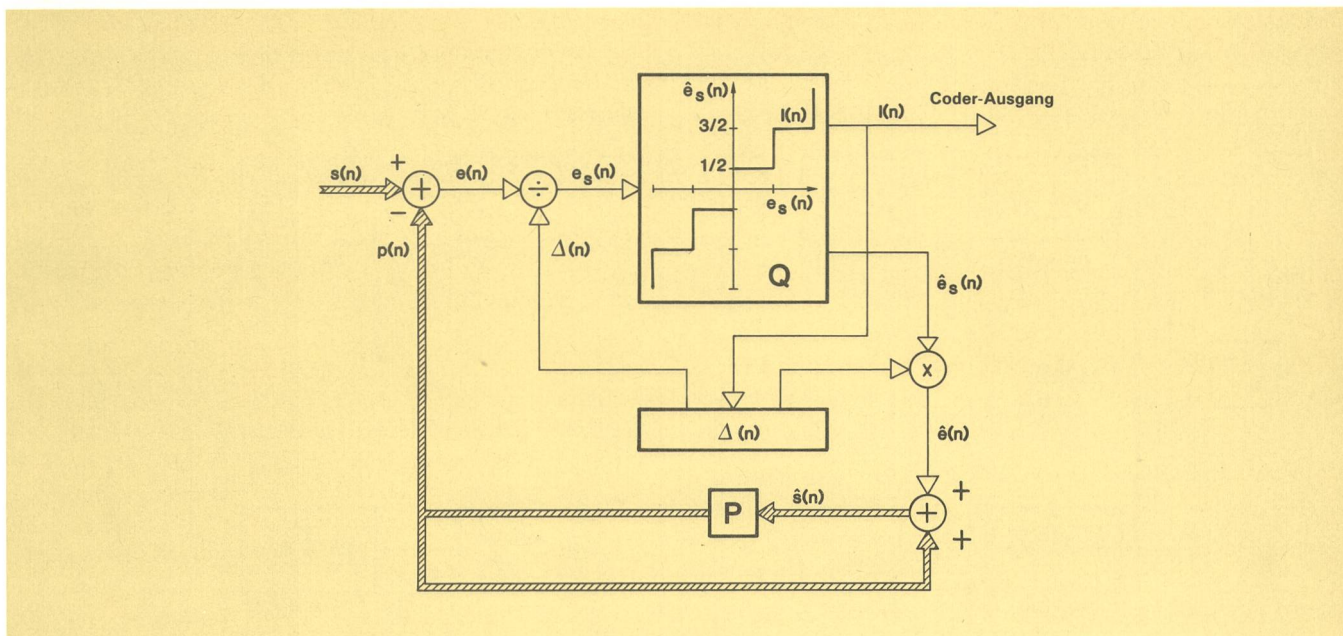 ê_s(n)
I(n)
3/2
1/2
e_s(n)
Q
I(n)
Coder-Ausgang
s(n)
+
+
−
e(n)
÷
e_s(n)
p(n)
Δ(n)
ê_s(n)
x
Δ(n)
ê(n)
P
ŝ(n)
+
+
+